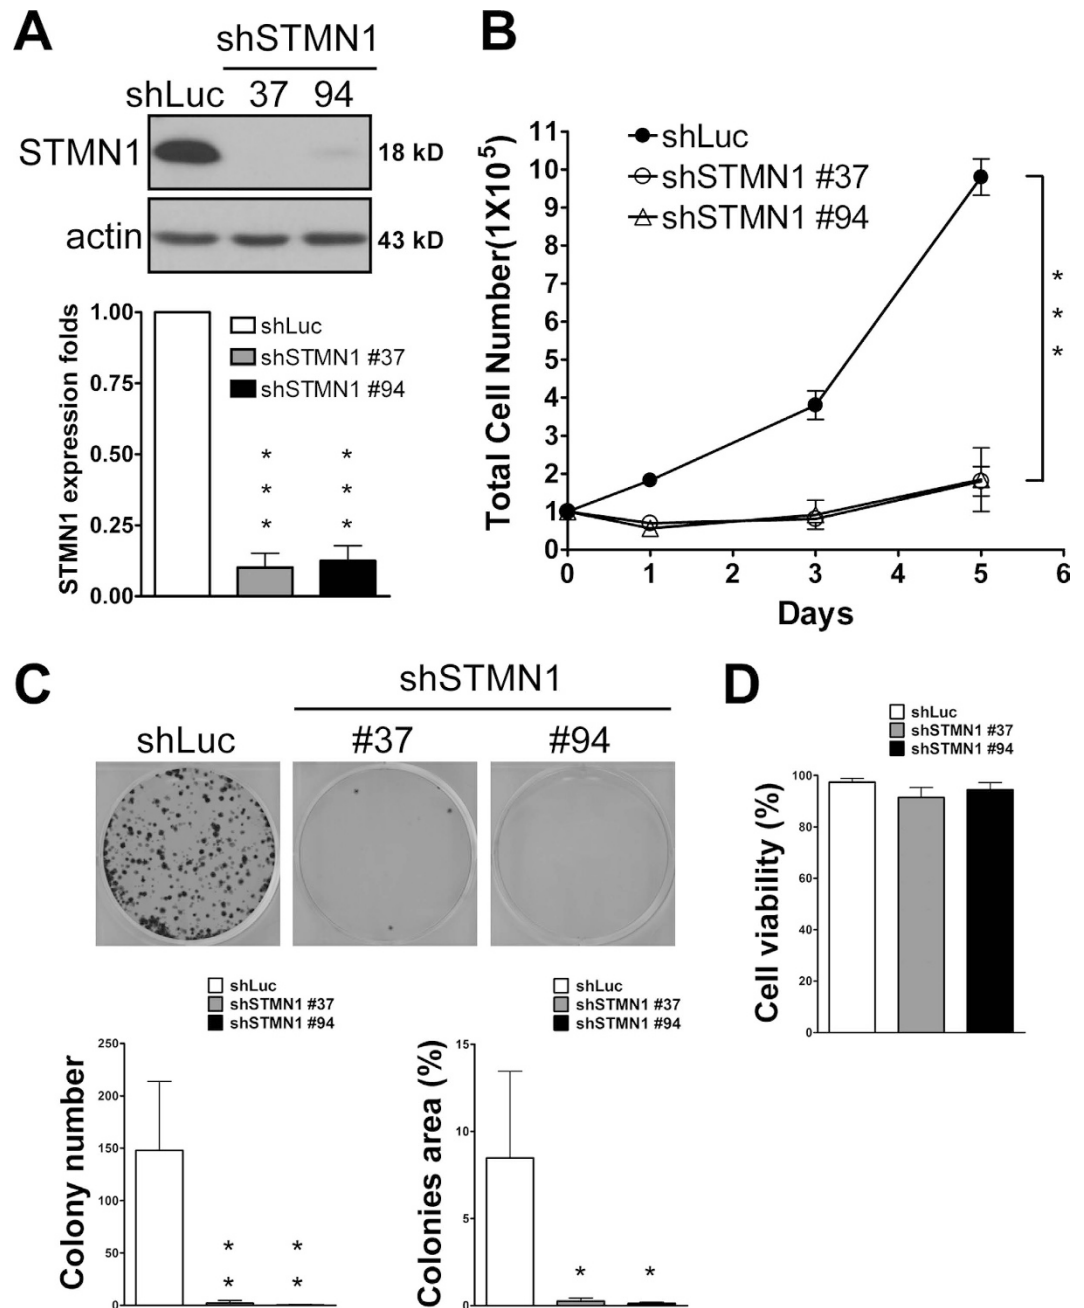 A
shSTMN1
shLuc 37 94
STMN1 18 kD
actin 43 kD
STMN1 expression folds
1.00
0.75
0.50
0.25
0.00
shLuc
shSTMN1 #37
shSTMN1 #94
* *
* *
* *
B
Total Cell Number(1X10⁵)
11
10
9
8
7
6
5
4
3
2
1
0
shLuc
shSTMN1 #37
shSTMN1 #94
*
*
*
0 1 2 3 4 5 6
Days
C
shSTMN1
shLuc #37 #94
shLuc
shSTMN1 #37
shSTMN1 #94
Colony number
250
200
150
100
50
0
* *
* *
shLuc
shSTMN1 #37
shSTMN1 #94
Colonies area (%)
15
10
5
0
* *
D
shLuc
shSTMN1 #37
shSTMN1 #94
Cell viability (%)
100
80
60
40
20
0